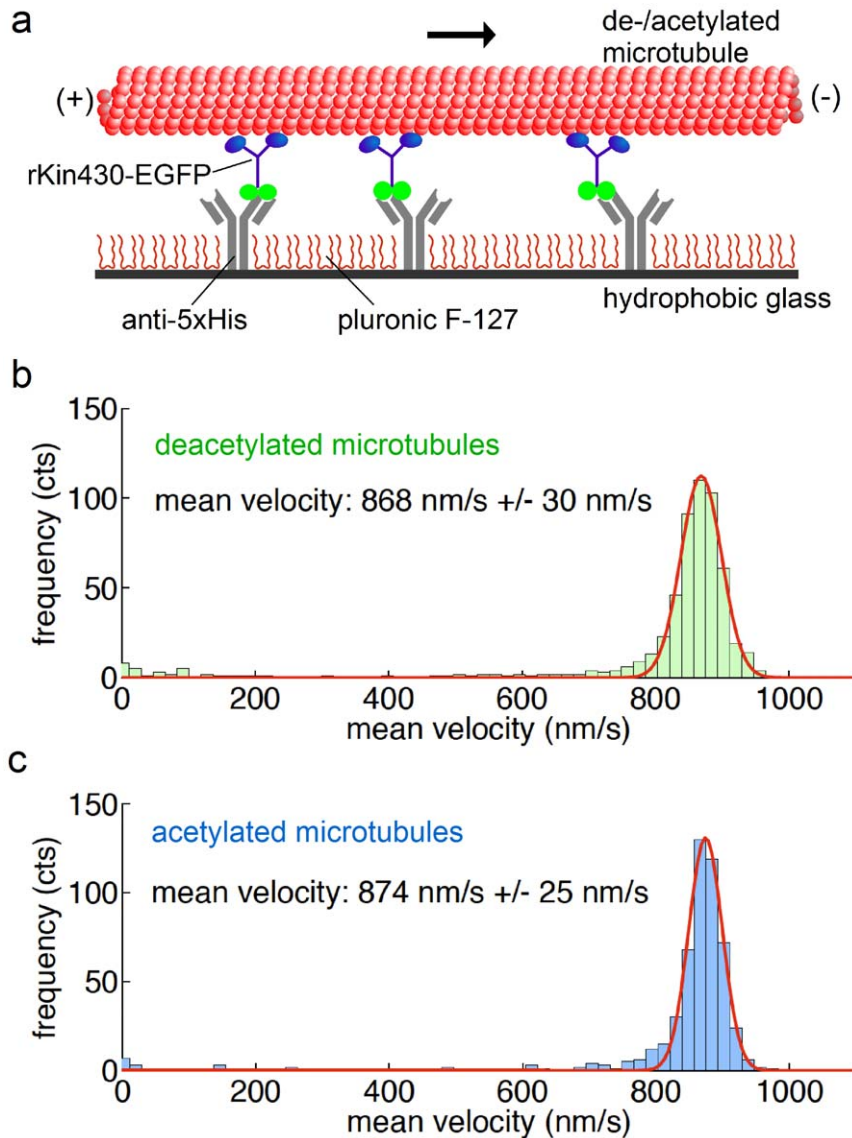 a
de-/acetylated
microtubule
(+)
(-)
rKin430-EGFP
hydrophobic glass
anti-5xHis
pluronic F-127
b
150
deacetylated microtubules
mean velocity: 868 nm/s +/- 30 nm/s
100
50
0
frequency (cts)
0 200 400 600 800 1000
mean velocity (nm/s)
c
150
acetylated microtubules
mean velocity: 874 nm/s +/- 25 nm/s
100
50
0
frequency (cts)
0 200 400 600 800 1000
mean velocity (nm/s)